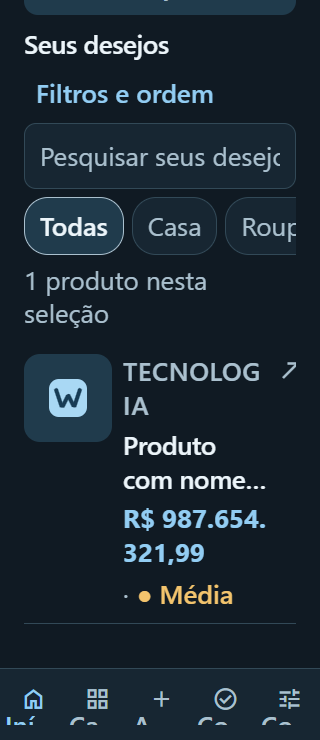 Seus desejos
Filtros e ordem
Pesquisar seus desejo
Todas
Casa
Roup
1 produto nesta
seleção
TECNOLOG
IA
↗
Produto
com nome...
R$ 987.654.
321,99
· ● Média